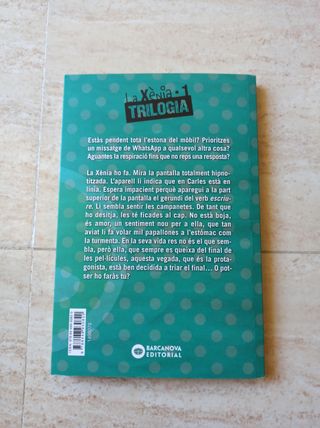 La Xènia • 1
TRILOGIA
Estàs pendent tota l'estona del mòbil? Prioritzes
un missatge de WhatsApp a qualsevol altra cosa?
Aguantes la respiració fins que no reps una resposta?
La Xènia ho fa. Mira la pantalla totalment hipno-
titzada. L'aparell li indica que en Carles està en
línia. Espera impacient perquè aparegui a la part
superior de la pantalla el gerundi del verb escriu-
re. Li sembla sentir les campanetes. De tant que
ho desitja, les té ficades al cap. No està boja,
és amor, un sentiment nou per a ella, que tan
aviat li fa volar mil papallones a l'estómac com
la turmenta. En la seva vida res no és el que sem-
bla, però ella, que sempre es queixa del final de
les pel·lícules, aquesta vegada, que és la prota-
gonista, està ben decidida a triar el final... O pot-
ser ho faràs tu?
BARCANOVA
EDITORIAL